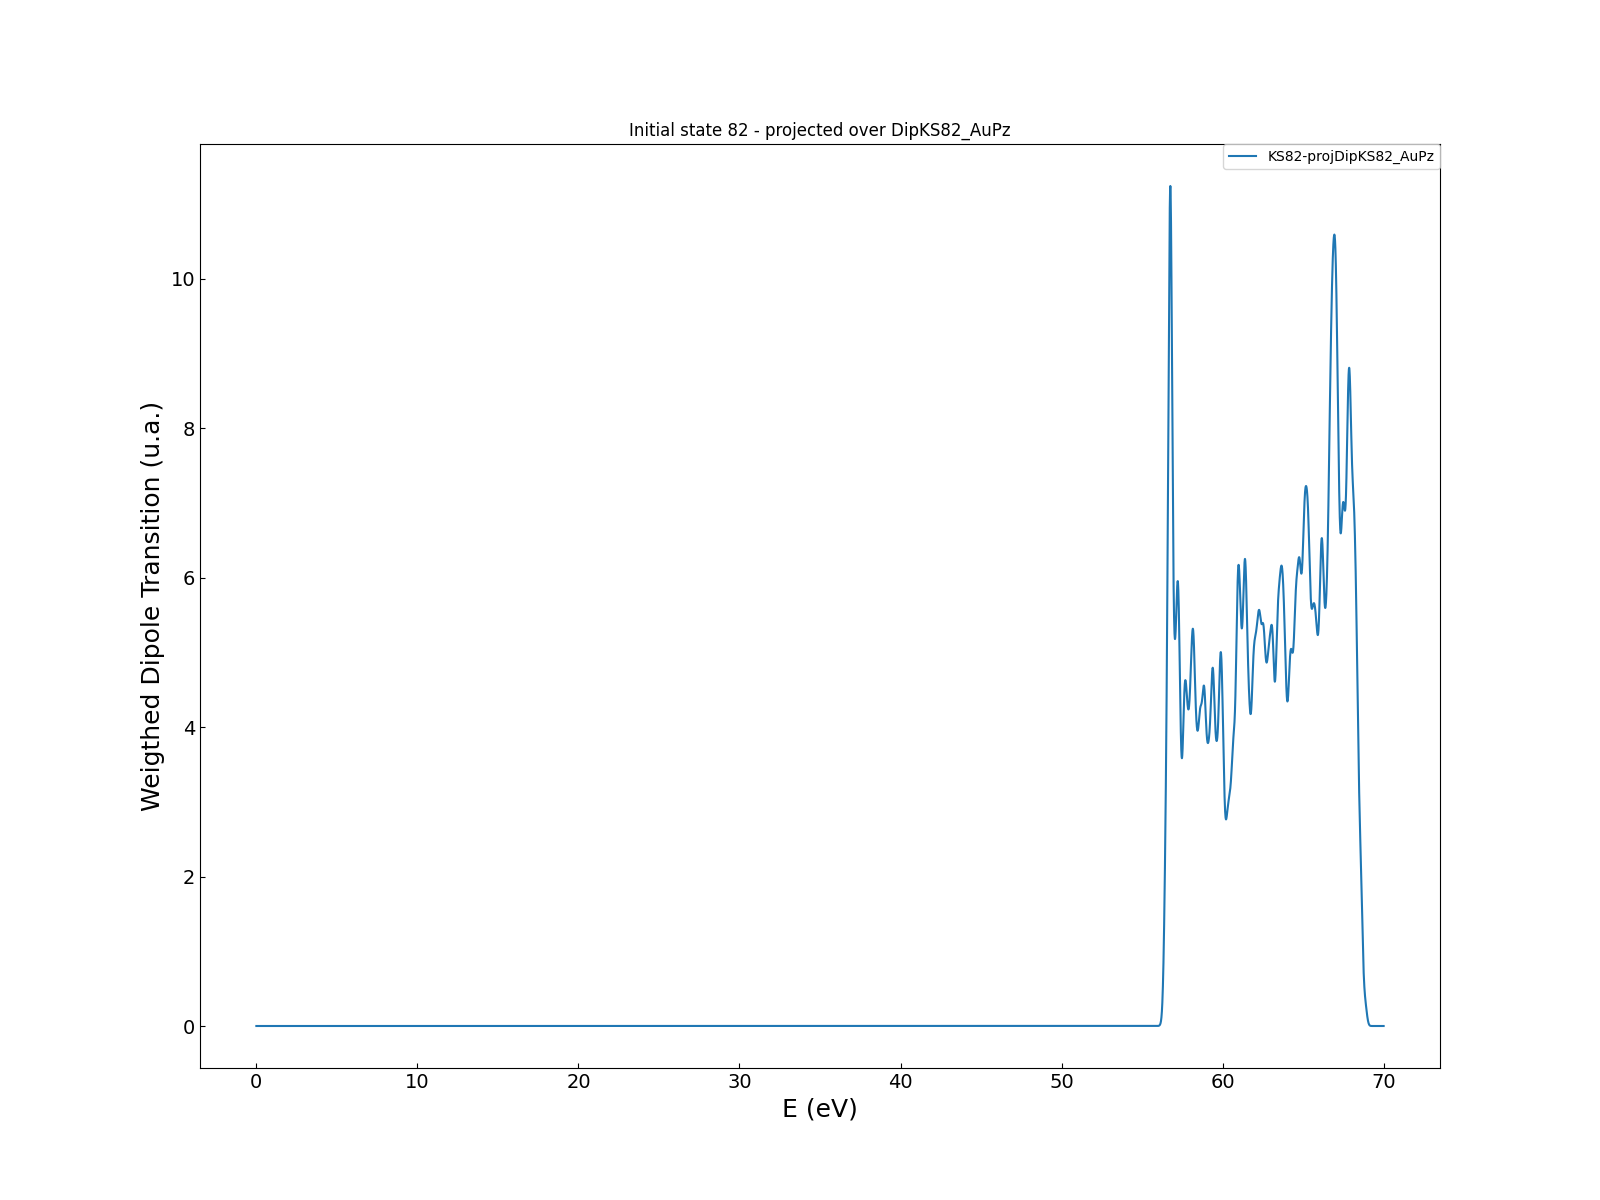 Initial state 82 - projected over DipKS82_AuPz
KS82-projDipKS82_AuPz
Weigthed Dipole Transition (u.a.)
10
8
6
4
2
0
0 10 20 30 40 50 60 70
E (eV)